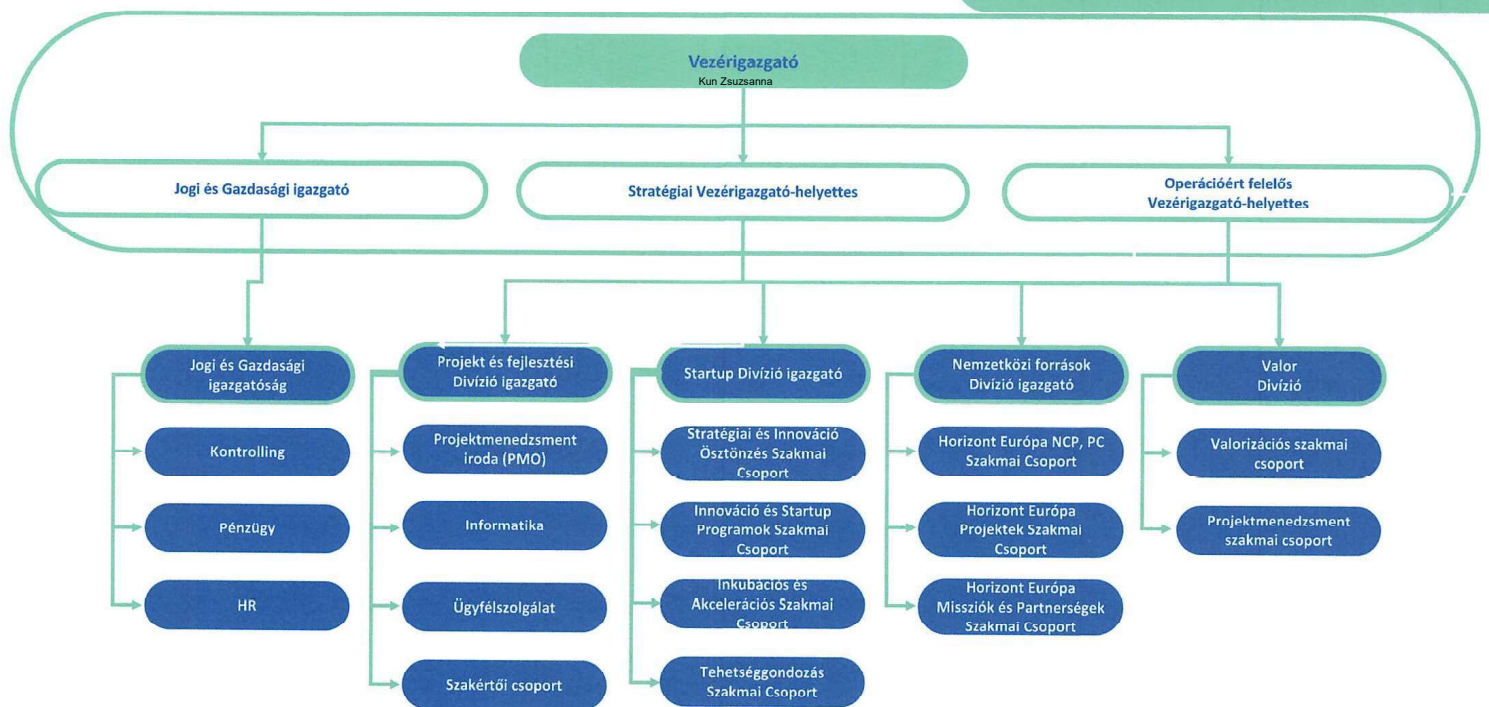 Vezérigazgató
Kun Zsuzsanna
Jogi és Gazdasági igazgató
Stratégiai Vezérigazgató-helyettes
Operációért felelős
Vezérigazgató-helyettes
Jogi és Gazdasági
igazgatóság
Kontrolling
Pénzügy
HR
Projekt és fejlesztési
Divízió igazgató
Projektmenedzsment
iroda (PMO)
Informatika
Ügyfélszolgálat
Szakértői csoport
Startup Divízió igazgató
Stratégiai és Innováció
Ösztönzés Szakmai
Csoport
Innováció és Startup
Programok Szakmai
Csoport
Inkubációs és
Akcelerációs Szakmai
Csoport
Tehetséggondozás
Szakmai Csoport
Nemzetközi források
Divízió igazgató
Horizont Európa NCP, PC
Szakmai Csoport
Horizont Európa
Projektek Szakmai
Csoport
Horizont Európa
Missziók és Partnerségek
Szakmai Csoport
Valor
Divízió
Valorizációs szakmai
csoport
Projektmenedzsment
szakmai csoport